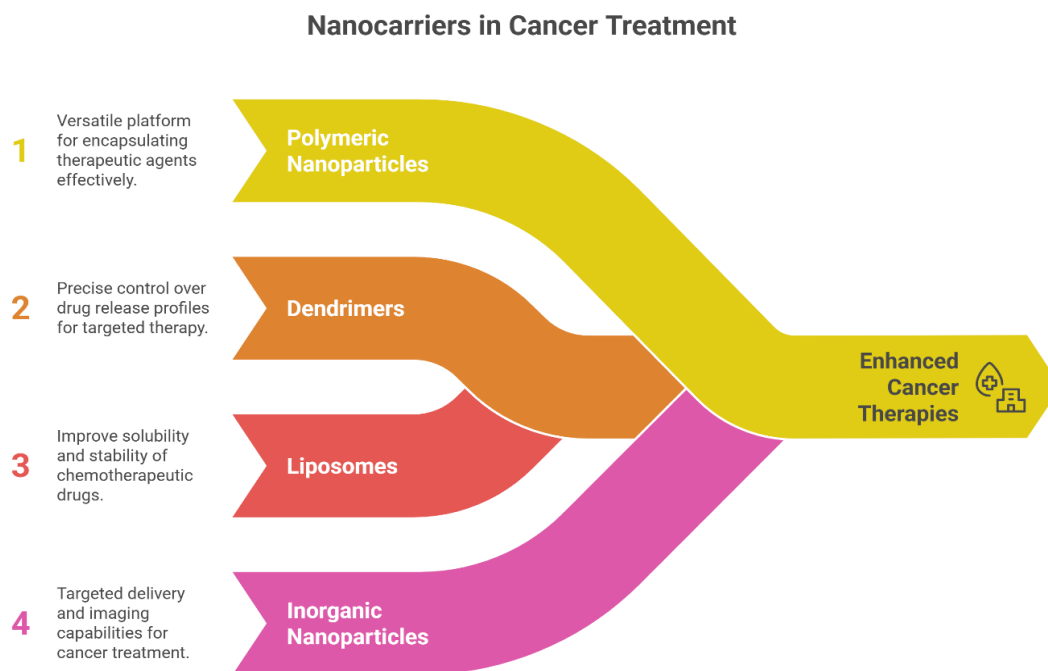 Nanocarriers in Cancer Treatment
1
Versatile platform
for encapsulating
therapeutic agents
effectively.
Polymeric
Nanoparticles
2
Precise control over
drug release profiles
for targeted therapy.
Dendrimers
Enhanced
Cancer
Therapies
3
Improve solubility
and stability of
chemotherapeutic
drugs.
Liposomes
4
Targeted delivery
and imaging
capabilities for
cancer treatment.
Inorganic
Nanoparticles